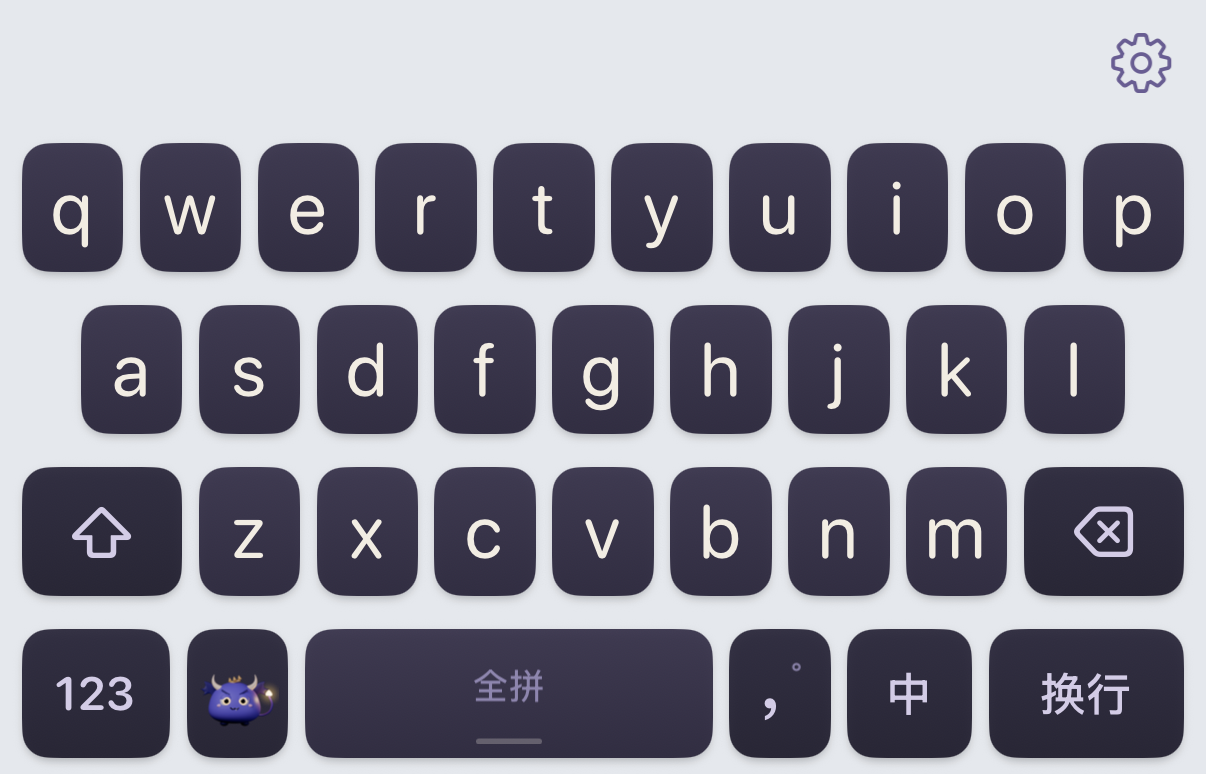 q w e r t y u i o p
a s d f g h j k l
z x c v b n m
123 全拼 ， 。 中 换行